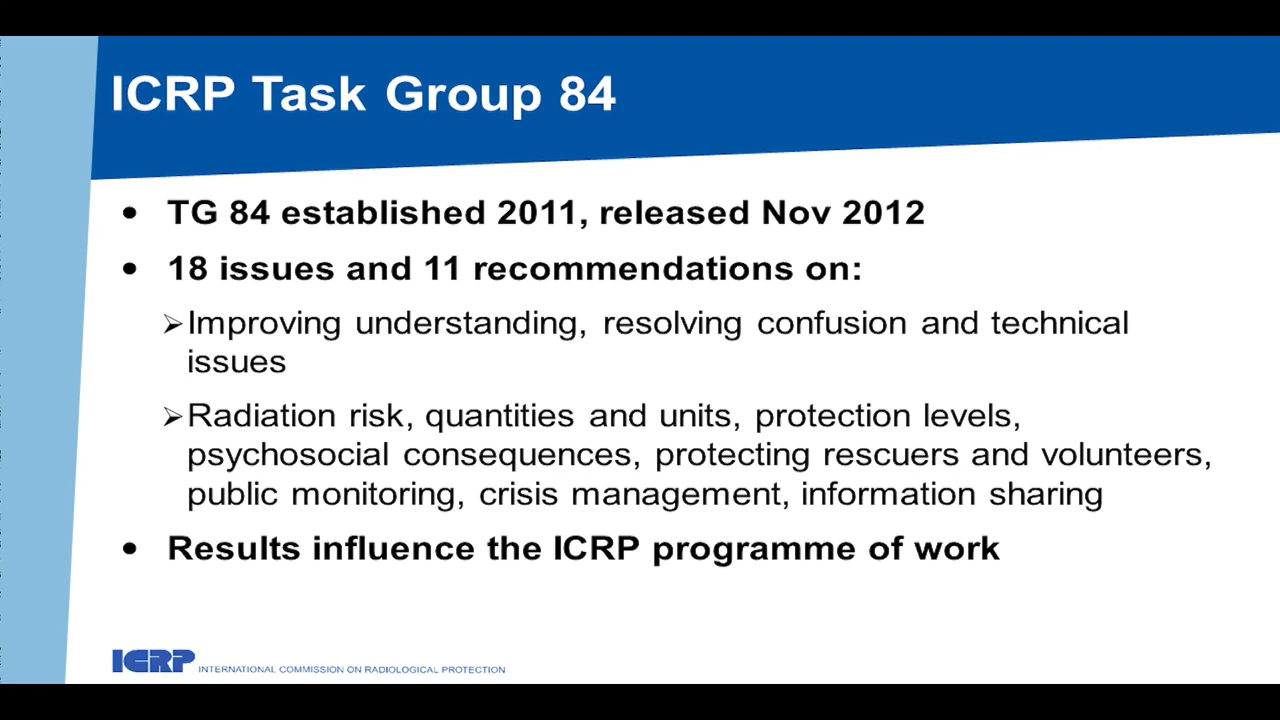 ICRP Task Group 84
• TG 84 established 2011, released Nov 2012
• 18 issues and 11 recommendations on:
➢Improving understanding, resolving confusion and technical
issues
➢Radiation risk, quantities and units, protection levels,
psychosocial consequences, protecting rescuers and volunteers,
public monitoring, crisis management, information sharing
• Results influence the ICRP programme of work
ICRP INTERNATIONAL COMMISSION ON RADIOLOGICAL PROTECTION